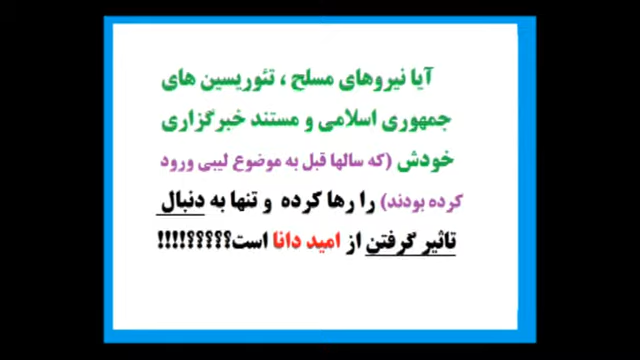 آیا نیروهای مسلح ، تئوریسین های
جمهوری اسلامی و مستند خبرگزاری
خودش (که سالها قبل به موضوع لیبی ورود
کرده بودند) را رها کرده و تنها به دنبال
تاثیر گرفتن از امید دانا است؟؟؟؟؟!!!!